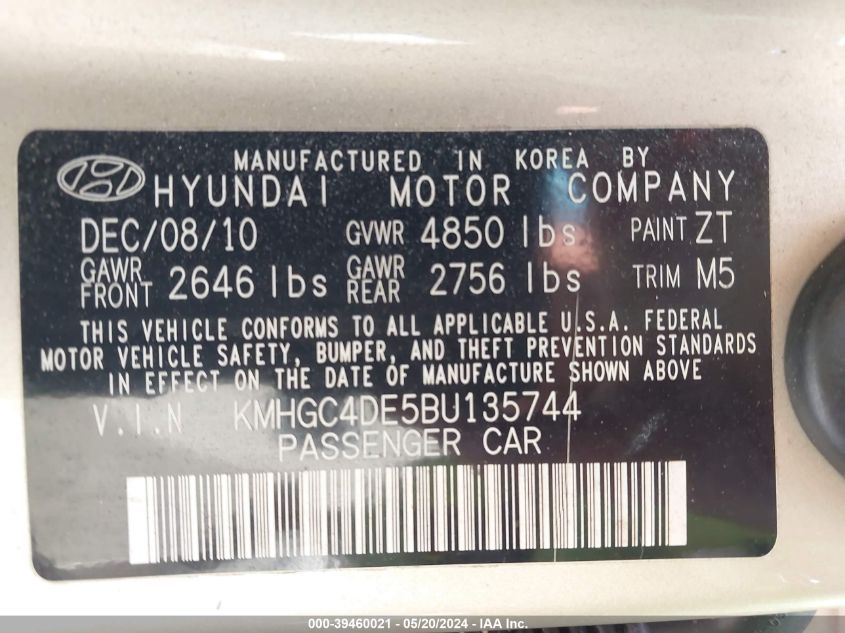 MANUFACTURED IN KOREA BY
HYUNDAI MOTOR COMPANY
DEC/08/10 GVWR 4850 lbs PAINT ZT
GAWR FRONT 2646 lbs GAWR REAR 2756 lbs TRIM M5
THIS VEHICLE CONFORMS TO ALL APPLICABLE U.S.A. FEDERAL
MOTOR VEHICLE SAFETY, BUMPER, AND THEFT PREVENTION STANDARDS
IN EFFECT ON THE DATE OF MANUFACTURE SHOWN ABOVE
V.I.N KMHGC4DE5BU135744
PASSENGER CAR
000-39460021 - 05/20/2024 - IAA Inc.